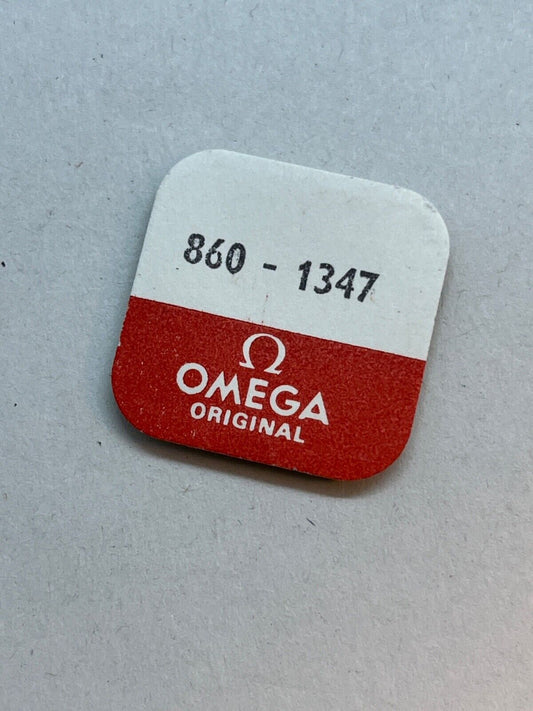 860 - 1347
Ω
OMEGA
ORIGINAL